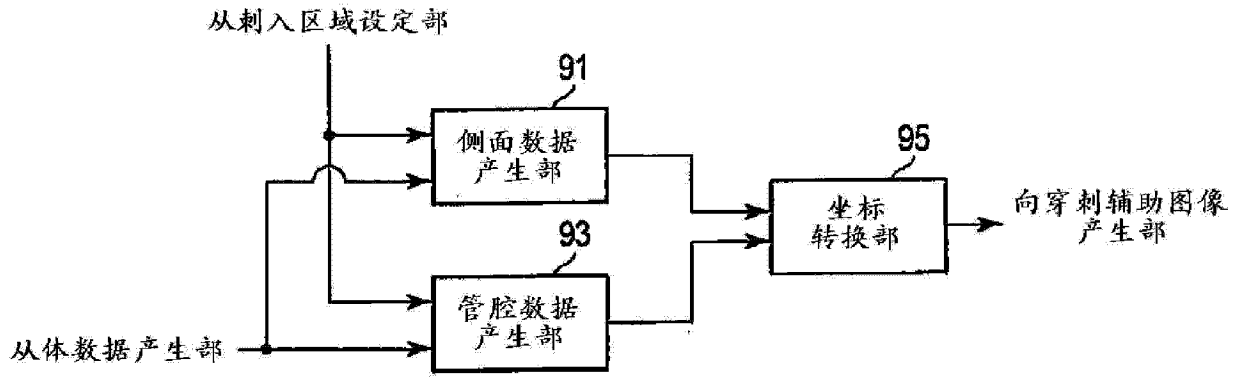 从刺入区域设定部
91
侧面数据
产生部
95
坐标
转换部
向穿刺辅助图像
产生部
93
管腔数据
产生部
从体数据产生部